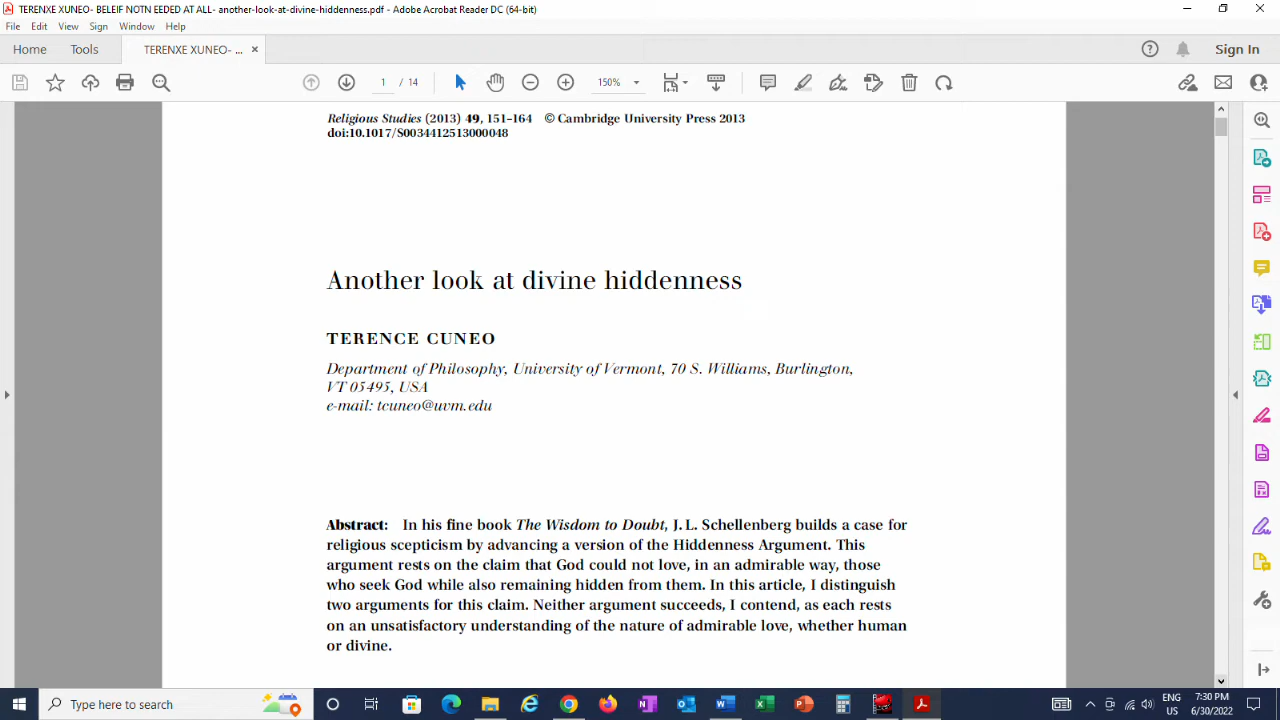 TERENXE XUNEO- BELEIF NOTN EEDED AT ALL- another-look-at-divine-hiddenness.pdf - Adobe Acrobat Reader DC (64-bit)
File Edit View Sign Window Help
Home Tools TERENXE XUNEO- ... × Sign In
1 / 14 150%
Religious Studies (2013) 49, 151–164 © Cambridge University Press 2013
doi:10.1017/S0034412513000048
Another look at divine hiddenness
TERENCE CUNEO
Department of Philosophy, University of Vermont, 70 S. Williams, Burlington,
VT 05495, USA
e-mail: tcuneo@uvm.edu
Abstract: In his fine book The Wisdom to Doubt, J. L. Schellenberg builds a case for
religious scepticism by advancing a version of the Hiddenness Argument. This
argument rests on the claim that God could not love, in an admirable way, those
who seek God while also remaining hidden from them. In this article, I distinguish
two arguments for this claim. Neither argument succeeds, I contend, as each rests
on an unsatisfactory understanding of the nature of admirable love, whether human
or divine.
Type here to search
ENG 7:30 PM
US 6/30/2022